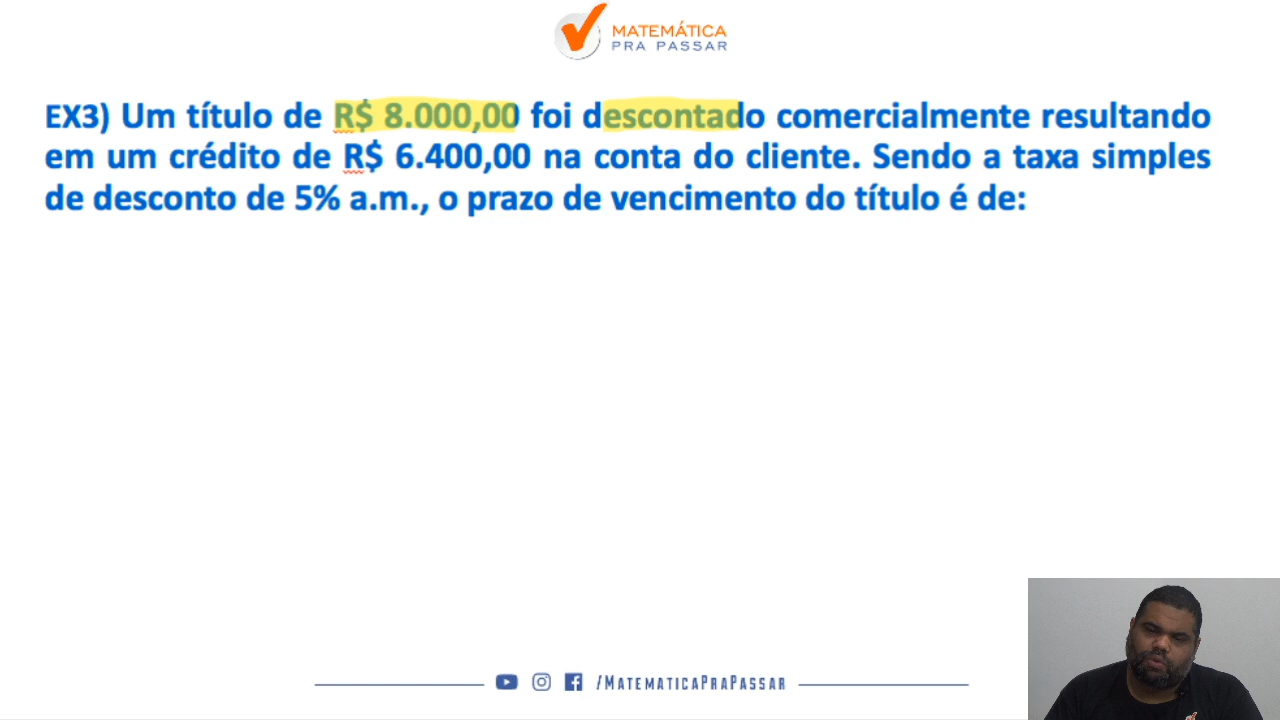 MATEMÁTICA
PRA PASSAR
EX3) Um título de R$ 8.000,00 foi descontado comercialmente resultando
em um crédito de R$ 6.400,00 na conta do cliente. Sendo a taxa simples
de desconto de 5% a.m., o prazo de vencimento do título é de:
/MATEMATICAPRAPASSAR